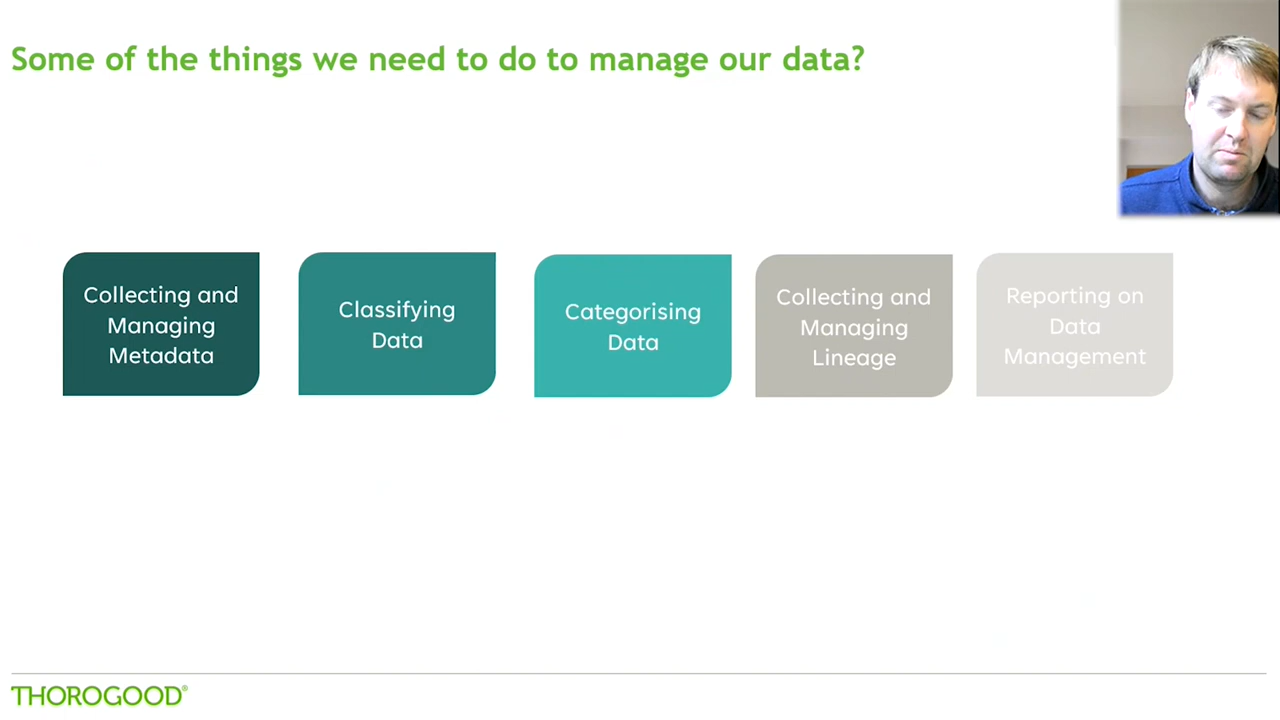 Some of the things we need to do to manage our data?
Collecting and
Managing
Metadata
Classifying
Data
Categorising
Data
Collecting and
Managing
Lineage
Reporting on
Data
Management
THOROGOOD®